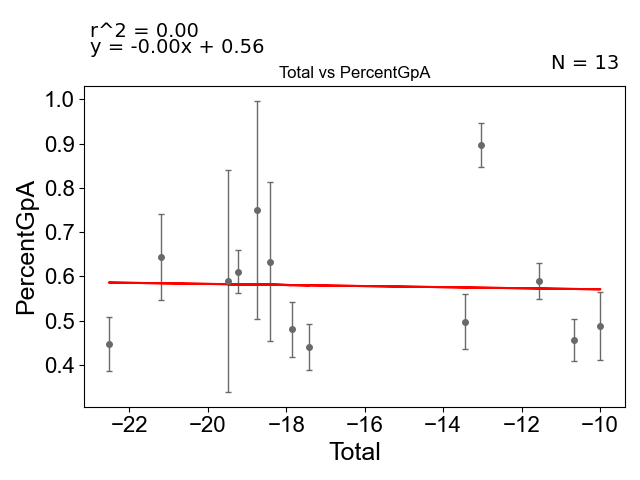 r^2 = 0.00
y = -0.00x + 0.56
N = 13
Total vs PercentGpA
1.0
0.9
0.8
0.7
0.6
0.5
0.4
PercentGpA
−22
−20
−18
−16
−14
−12
−10
Total